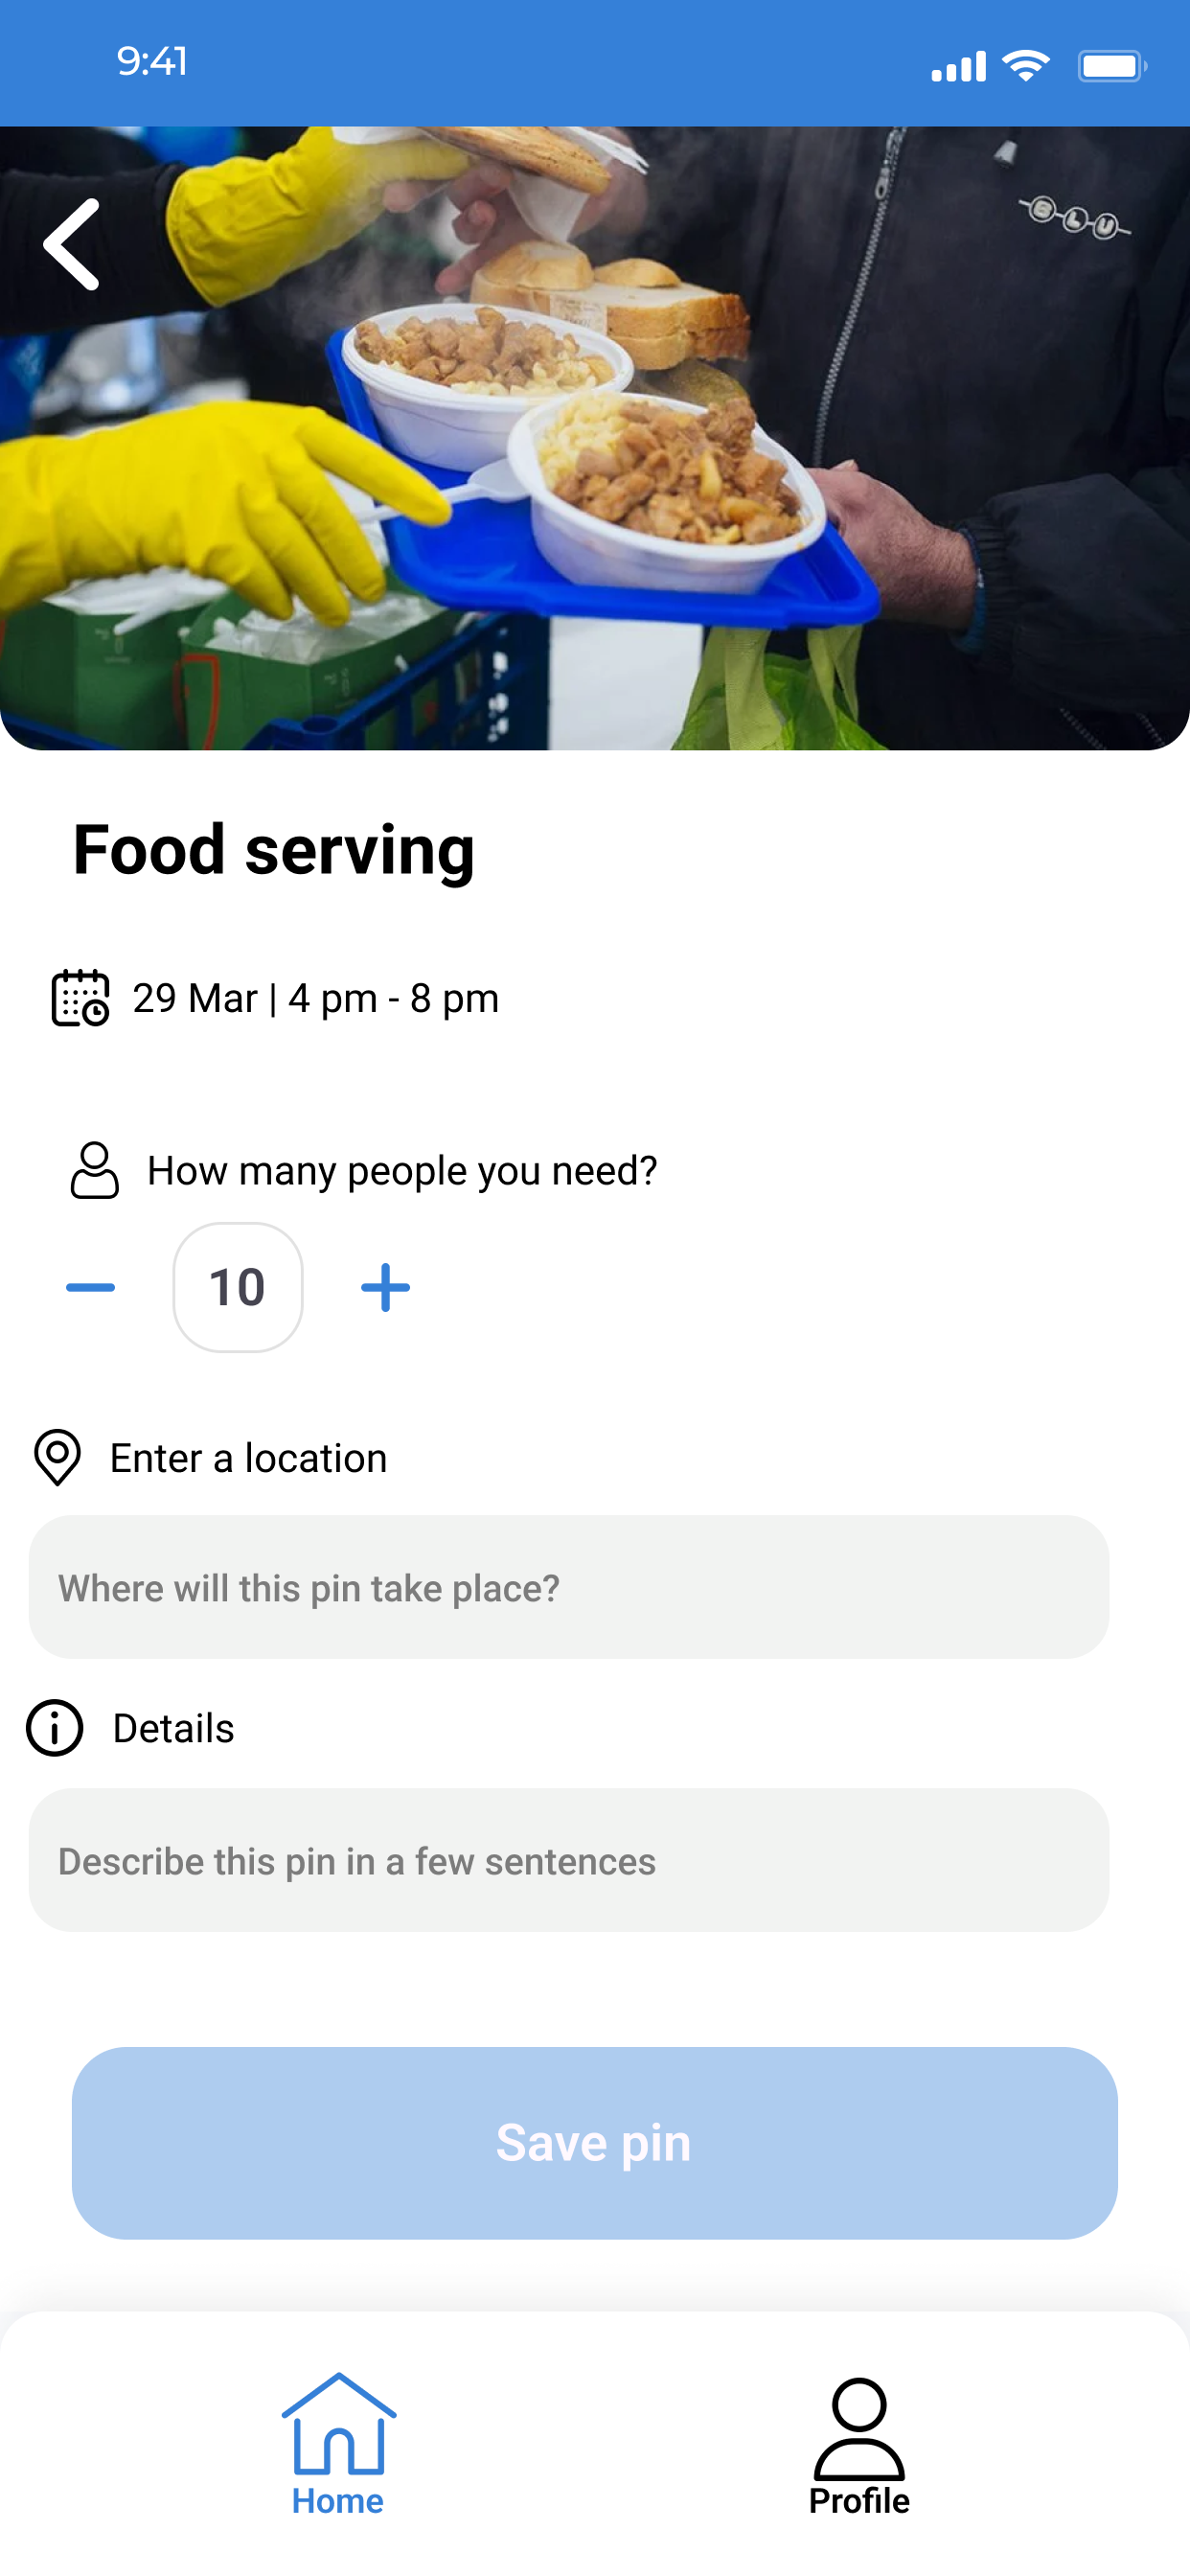 9:41
BLU
Food serving
29 Mar | 4 pm - 8 pm
How many people you need?
10
Enter a location
Where will this pin take place?
Details
Describe this pin in a few sentences
Save pin
Home
Profile